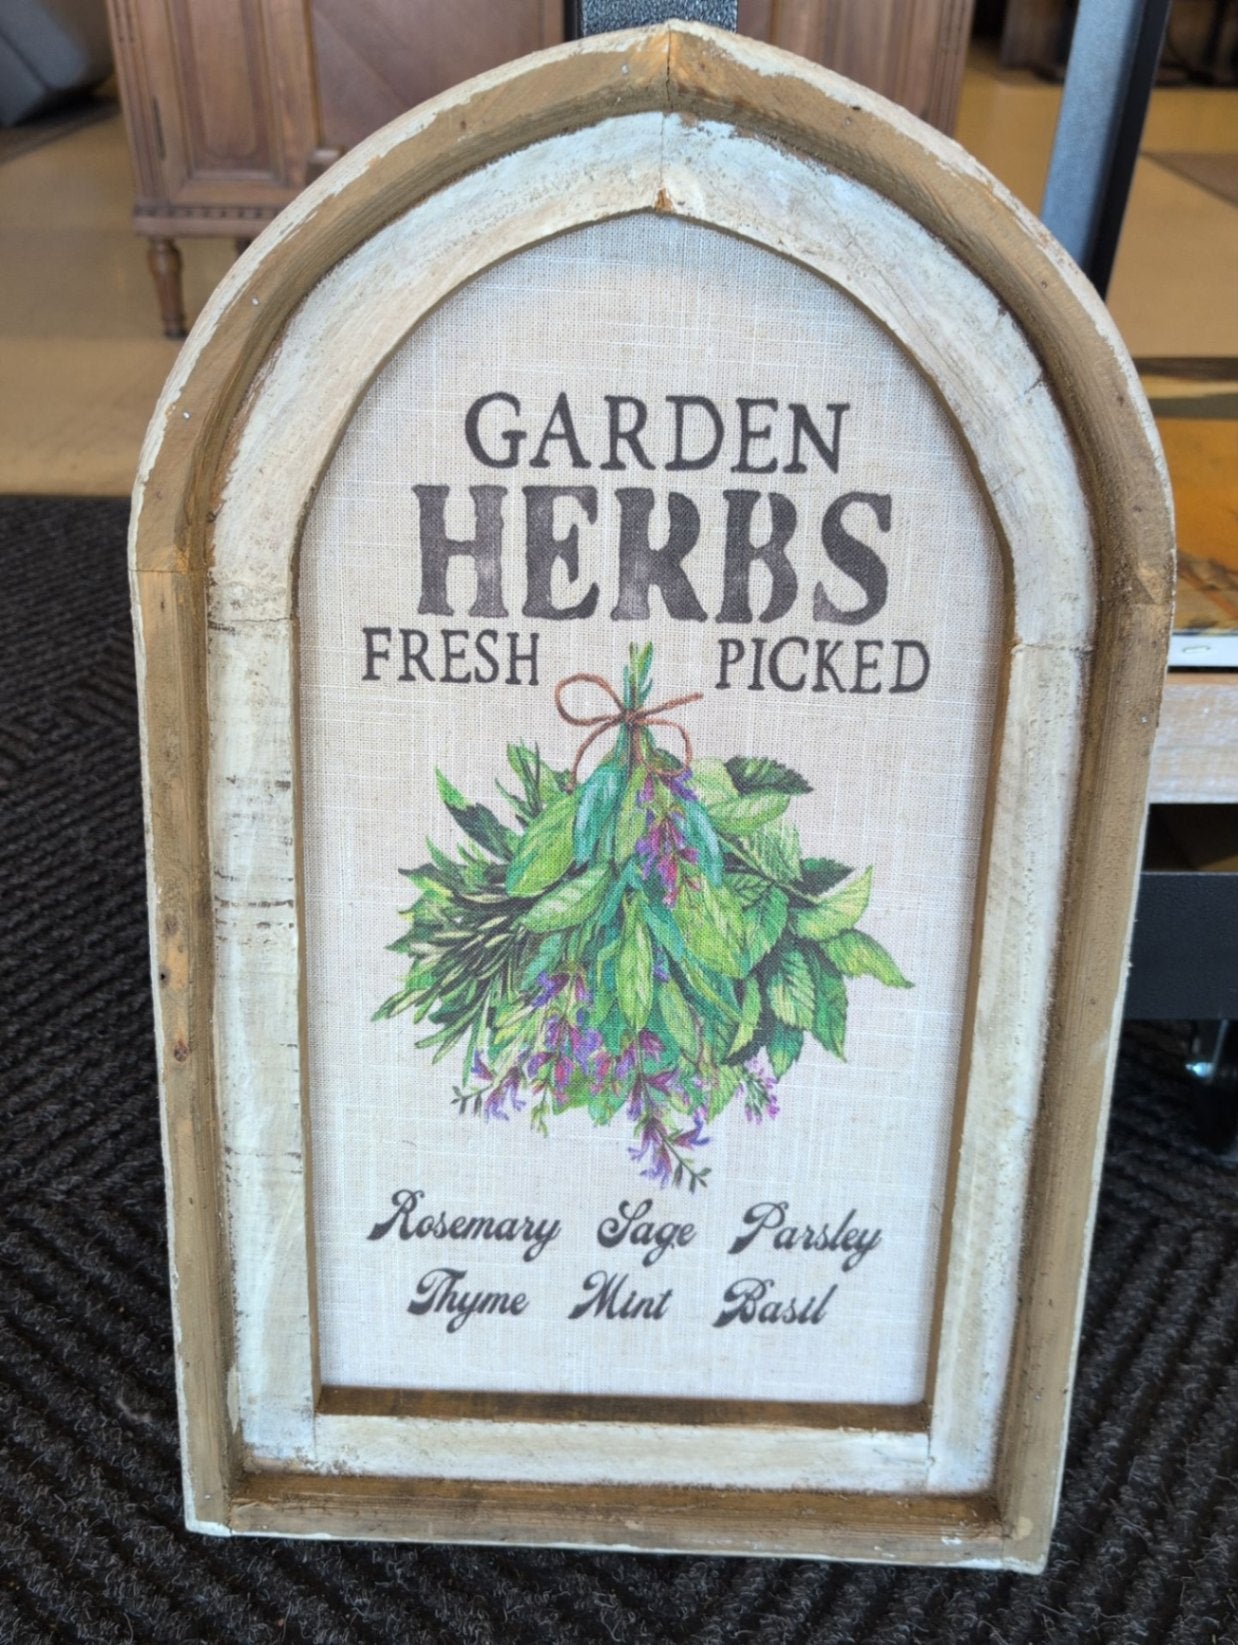 GARDEN
HERBS
FRESH PICKED
Rosemary Sage Parsley
Thyme Mint Basil